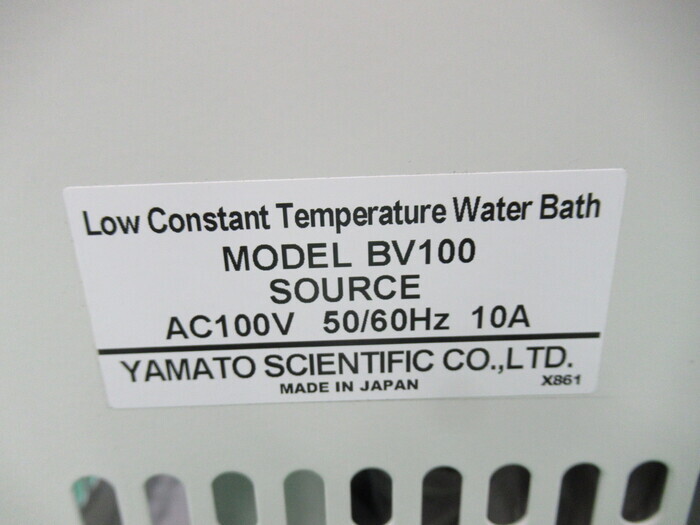 Low Constant Temperature Water Bath
MODEL BV100
SOURCE
AC100V 50/60Hz 10A
YAMATO SCIENTIFIC CO.,LTD.
MADE IN JAPAN X861